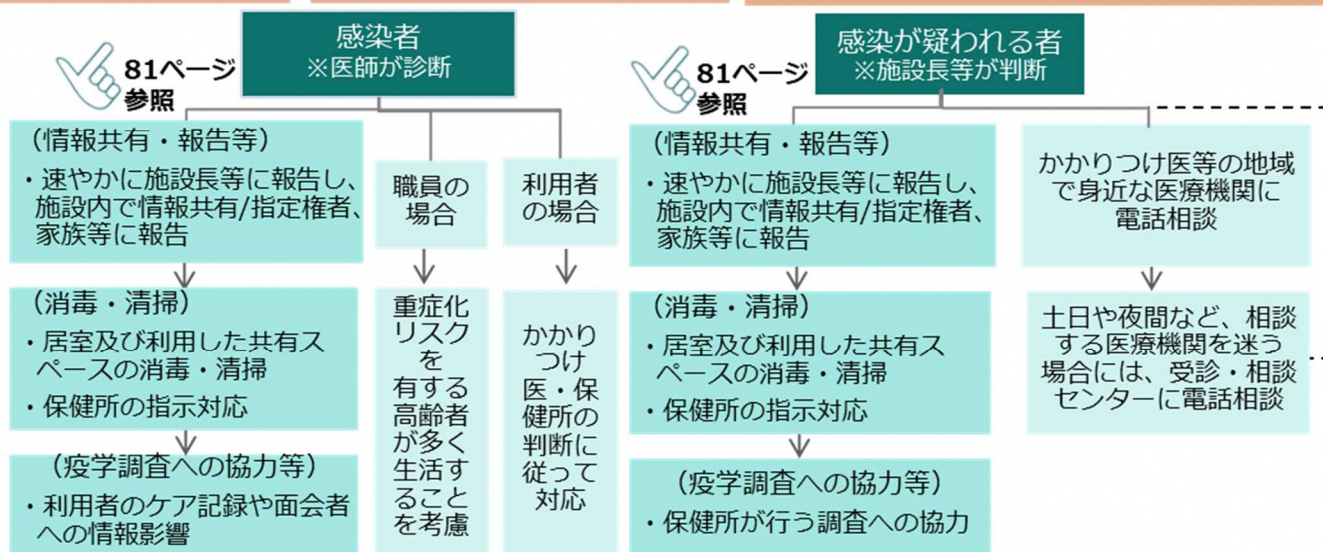 感染者
※医師が診断
81ページ
参照
(情報共有・報告等)
・速やかに施設長等に報告し、
施設内で情報共有/指定権者、
家族等に報告
(消毒・清掃)
・居室及び利用した共有ス
ペースの消毒・清掃
・保健所の指示対応
(疫学調査への協力等)
・利用者のケア記録や面会者
への情報影響
職員の
場合
重症化
リスク
を
有する
高齢者
が多く
生活す
ること
を考慮
利用者
の場合
かかり
つけ
医・保
健所の
判断に
従って
対応
感染が疑われる者
※施設長等が判断
81ページ
参照
(情報共有・報告等)
・速やかに施設長等に報告し、
施設内で情報共有/指定権者、
家族等に報告
(消毒・清掃)
・居室及び利用した共有ス
ペースの消毒・清掃
・保健所の指示対応
(疫学調査への協力等)
・保健所が行う調査への協力
かかりつけ医等の地域
で身近な医療機関に
電話相談
土日や夜間など、相談
する医療機関を迷う
場合には、受診・相談
センターに電話相談